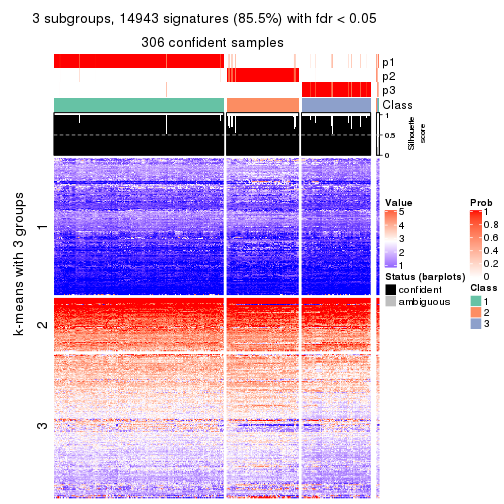 3 subgroups, 14943 signatures (85.5%) with fdr < 0.05
306 confident samples
p1
p2
p3
Class
1
0.5
0
Silhouette
score
k-means with 3 groups
1
2
3
Value
5
4
3
2
1
Status (barplots)
confident
ambiguous
Prob
1
0.8
0.6
0.4
0.2
0
Class
1
2
3